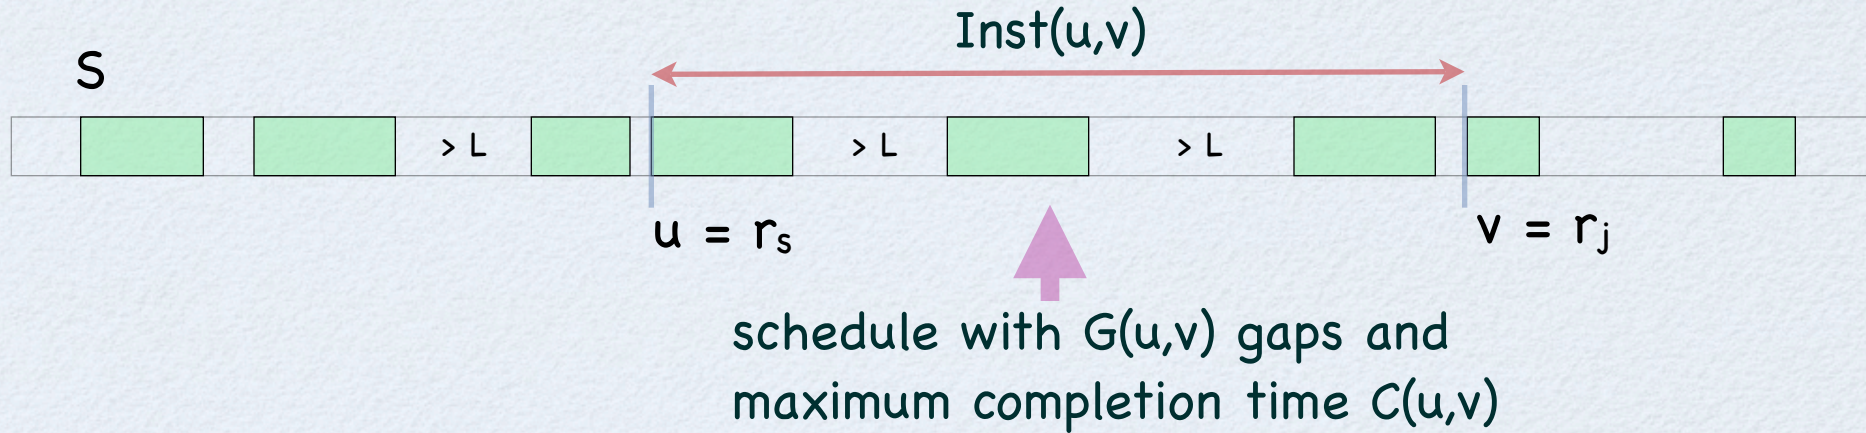 Inst(u,v)
S
> L > L > L
u = rs v = rj
schedule with G(u,v) gaps and
maximum completion time C(u,v)